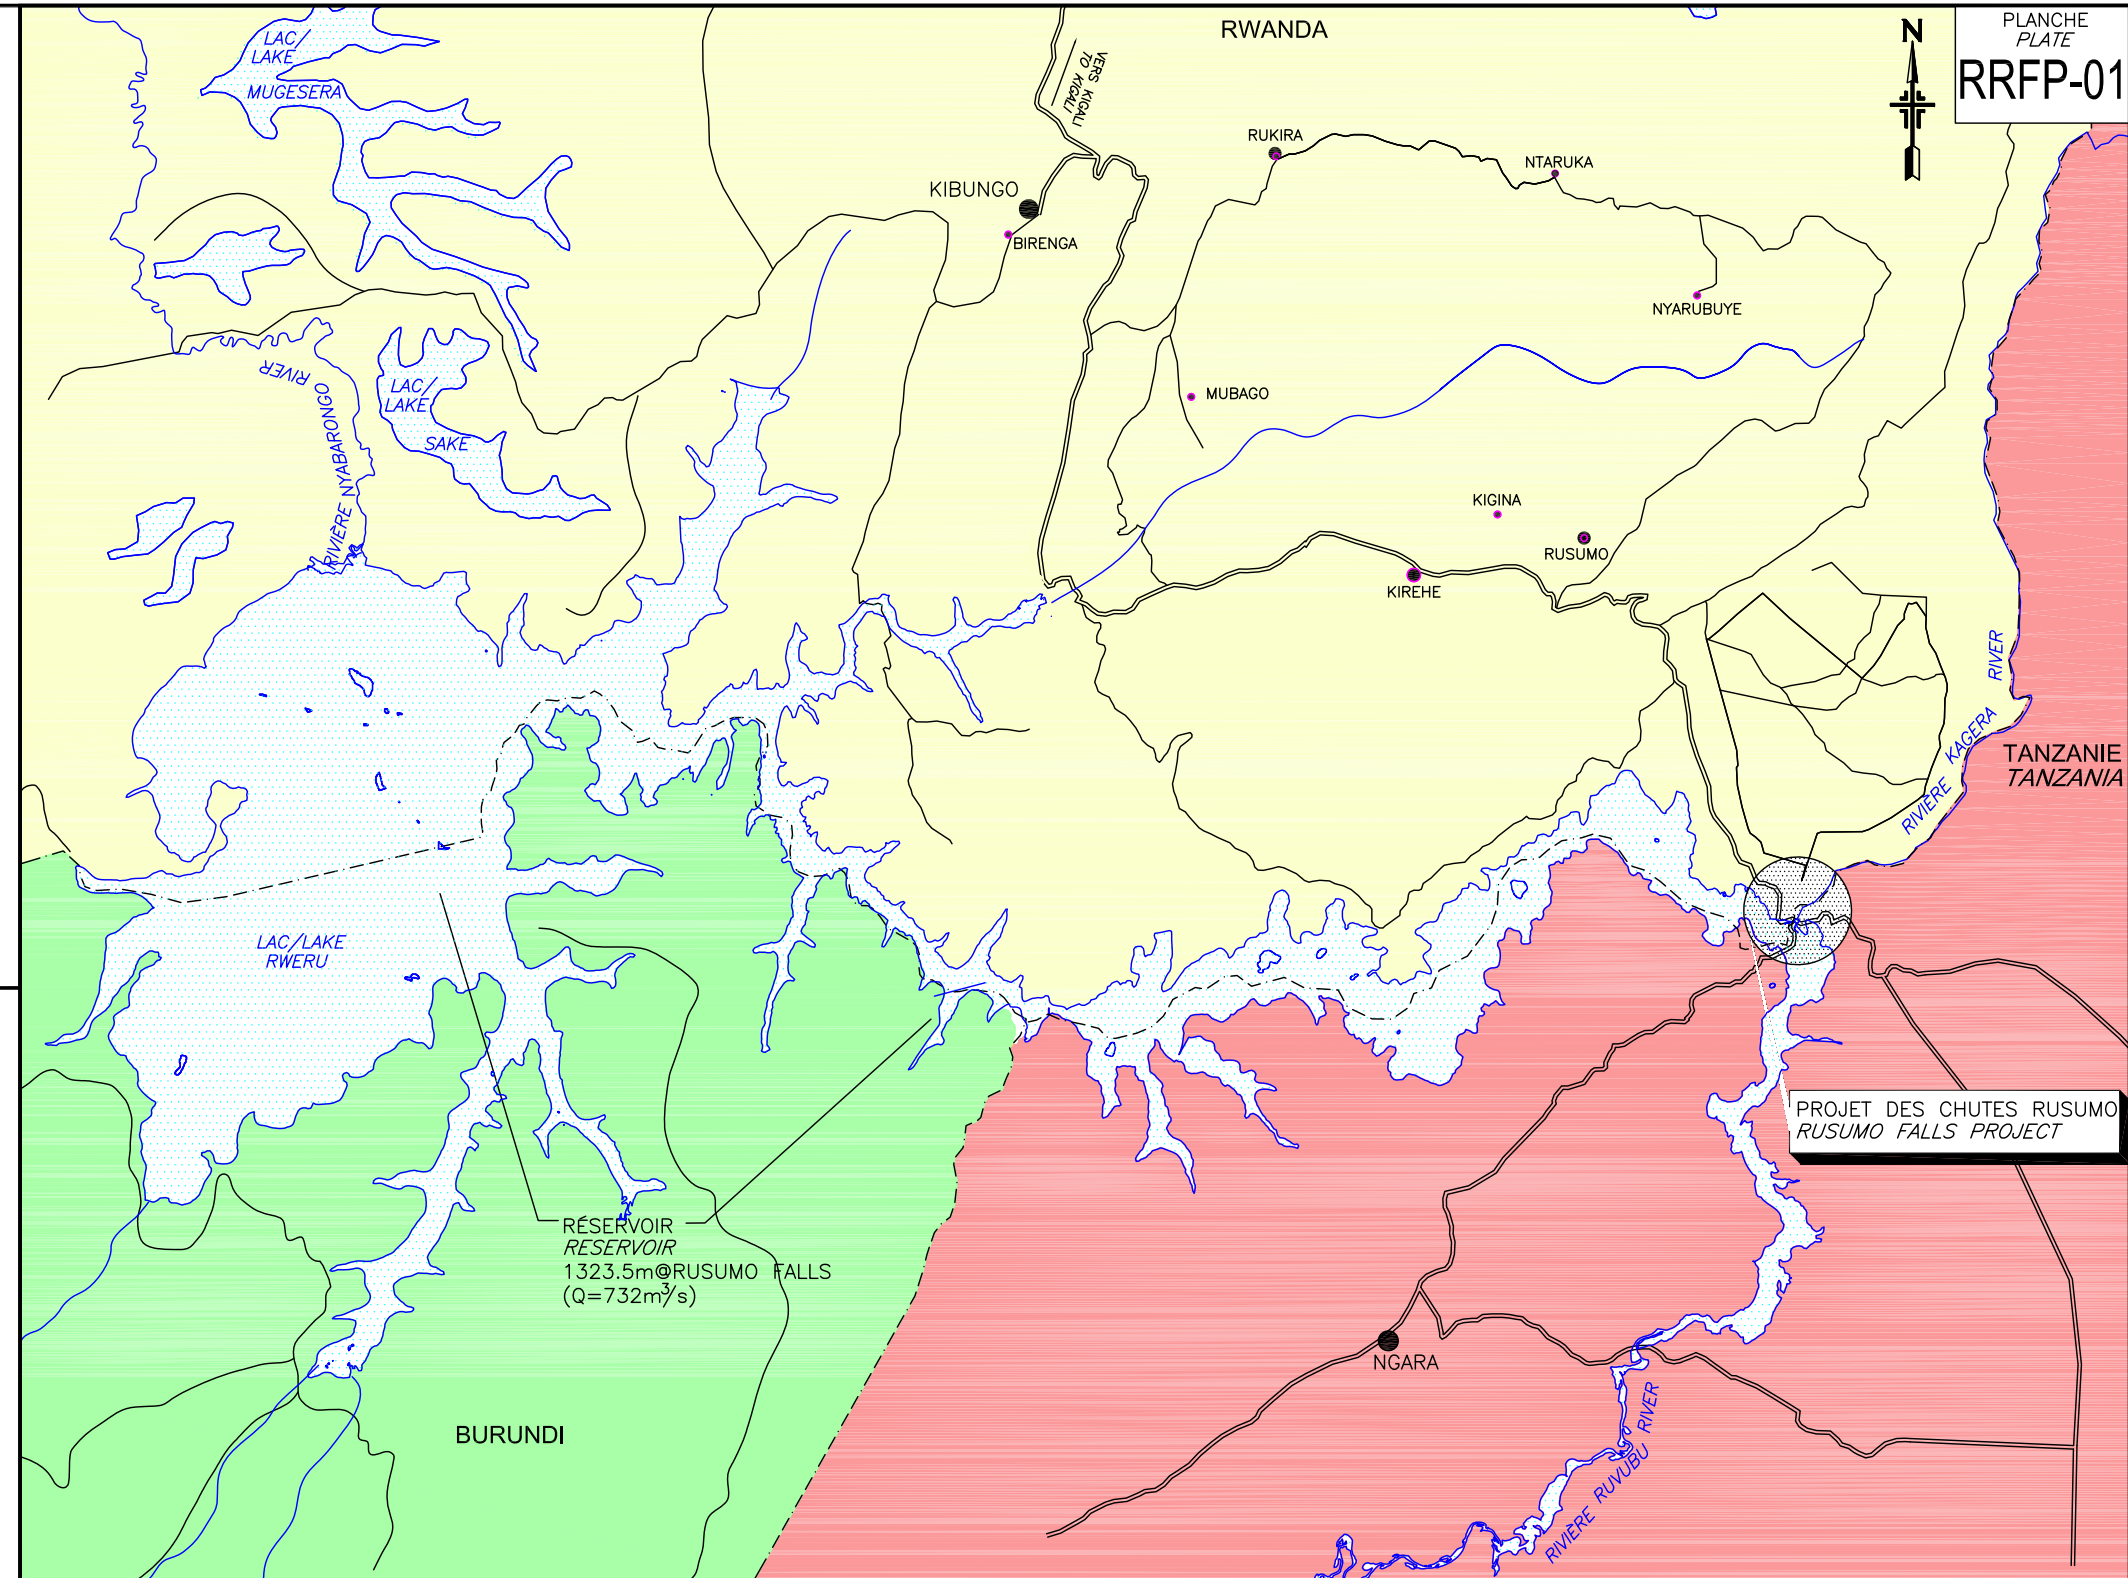 RWANDA
N
PLANCHE
PLATE
RRFP-01
LAC/
LAKE
MUGESERA
VERS KIGALI
TO KIGALI
RUKIRA
NTARUKA
KIBUNGO
BIRENGA
NYARUBUYE
RIVIÈRE NYABARONGO RIVER
LAC/
LAKE
SAKE
MUBAGO
KIGINA
RUSUMO
KIREHE
RIVIÈRE KAGERA RIVER
TANZANIE
TANZANIA
LAC/LAKE
RWERU
PROJET DES CHUTES RUSUMO
RUSUMO FALLS PROJECT
RÉSERVOIR
RESERVOIR
1323.5m@RUSUMO FALLS
(Q=732m³/s)
NGARA
BURUNDI
RIVIÈRE RUVUBU RIVER